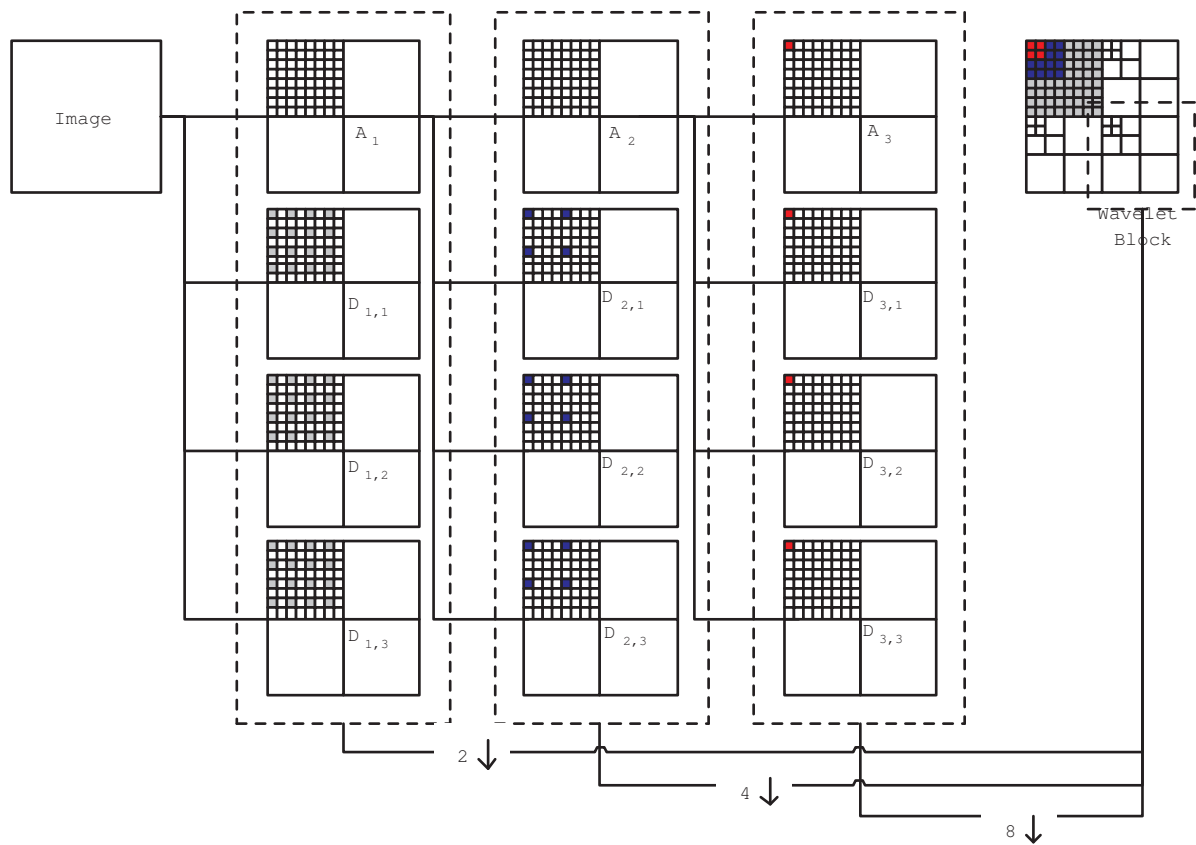 Image
A 1
A 2
A 3
D 1,1
D 2,1
D 3,1
Wavelet
Block
D 1,2
D 2,2
D 3,2
D 1,3
D 2,3
D 3,3
2 ↓
4 ↓
8 ↓